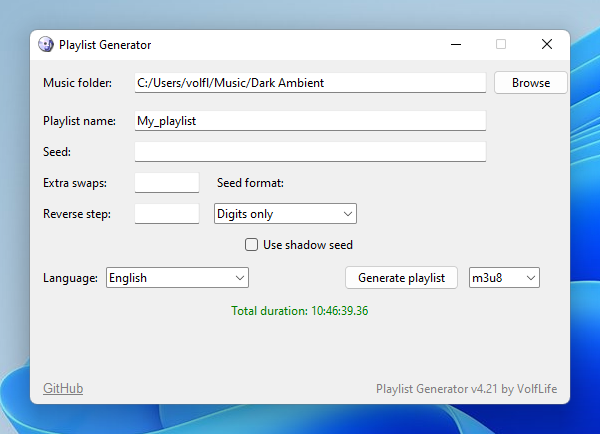 Playlist Generator
Music folder: C:/Users/volfl/Music/Dark Ambient Browse
Playlist name: My_playlist
Seed:
Extra swaps: Seed format:
Reverse step: Digits only
Use shadow seed
Language: English Generate playlist m3u8
Total duration: 10:46:39.36
GitHub Playlist Generator v4.21 by VolfLife